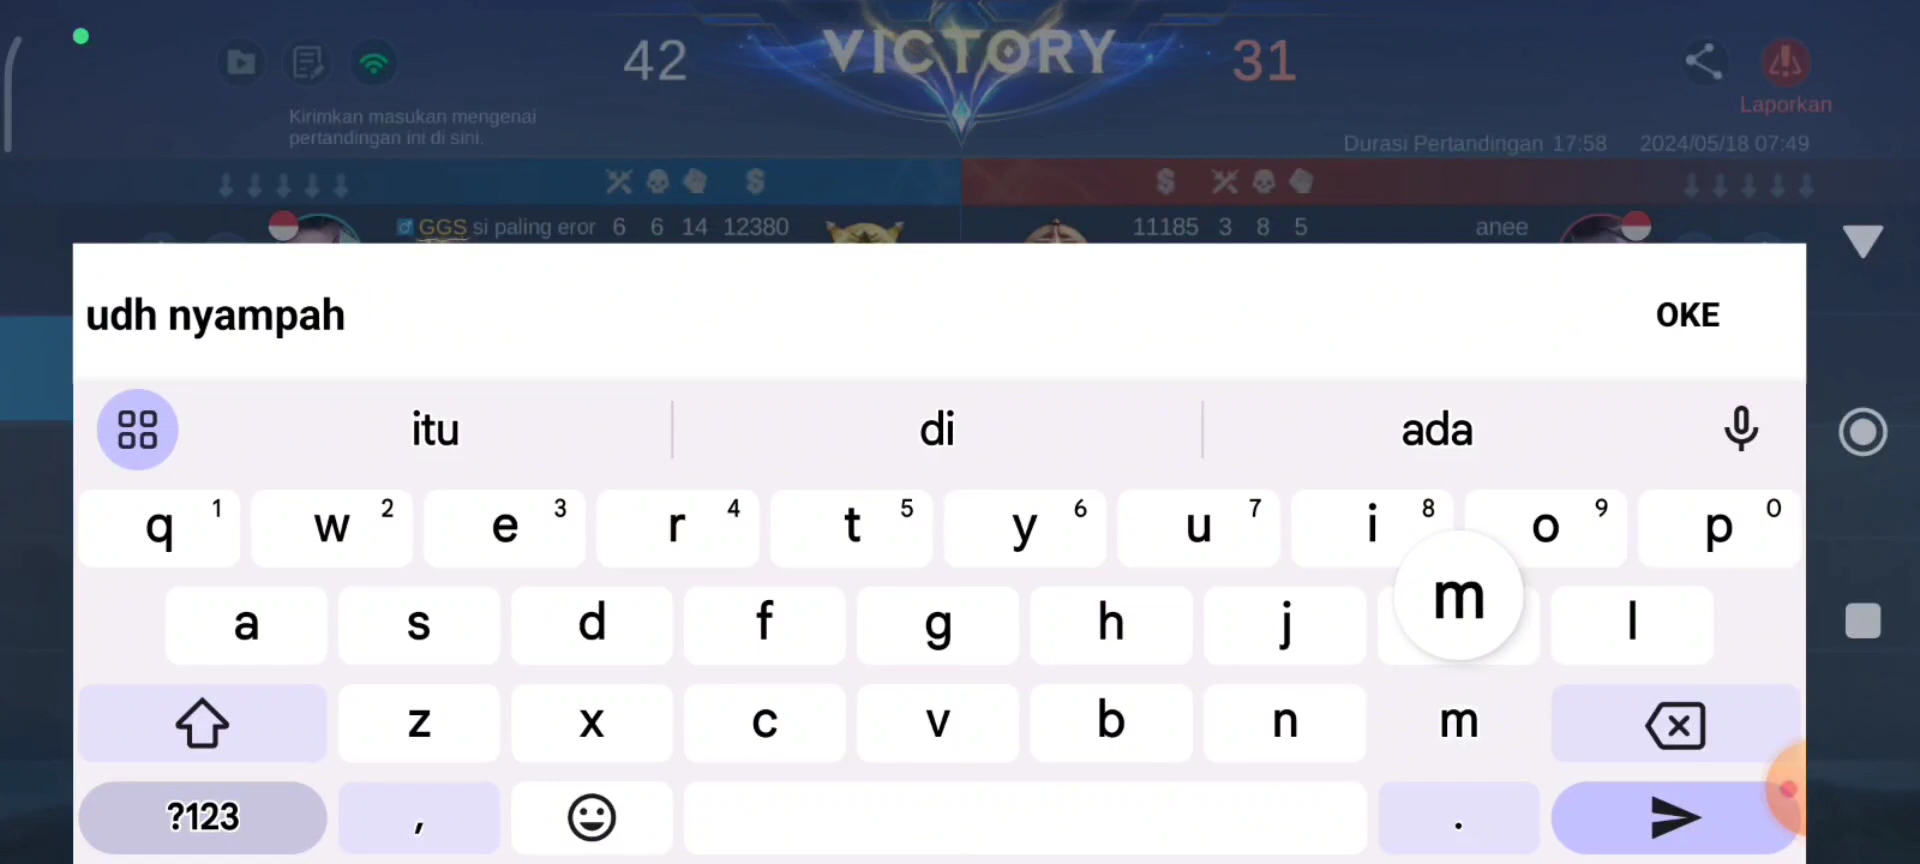 42 VICTORY 31
Laporkan
Kirimkan masukan mengenai
pertandingan ini di sini.
Durasi Pertandingan 17:58 2024/05/18 07:49
GGS si paling eror 6 6 14 12380 11185 3 8 5 anee
udh nyampah OKE
itu di ada
q 1 w 2 e 3 r 4 t 5 y 6 u 7 i 8 o 9 p 0
a s d f g h j m l
z x c v b n m
?123 , .